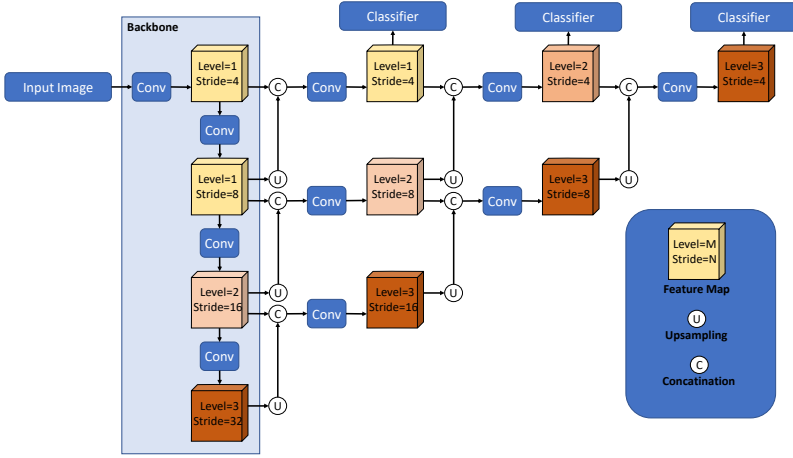 Classifier
Classifier
Classifier
Backbone
Level=1
Stride=4
Level=1
Stride=4
Level=2
Stride=4
Level=3
Stride=4
Input Image
Conv
C
Conv
C
Conv
C
Conv
Conv
Level=1
Stride=8
U
Level=2
Stride=8
U
Level=3
Stride=8
U
C
Conv
C
Conv
Conv
Level=2
Stride=16
U
Level=3
Stride=16
U
C
Conv
Conv
Level=3
Stride=32
U
Level=M
Stride=N
Feature Map
U
Upsampling
C
Concatination